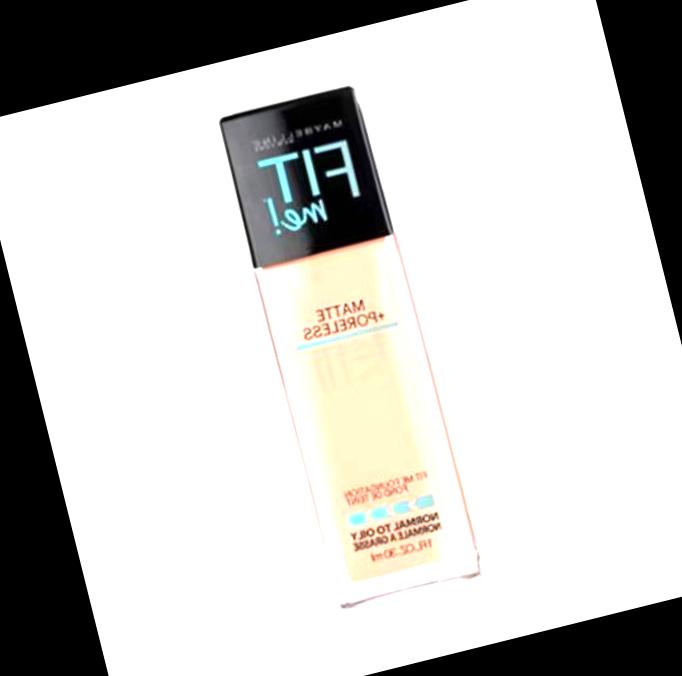 MAYBELLINE
FIT
me!
MATTE
+PORELESS
FIT ME FOUNDATION
FOND DE TEINT
NORMAL TO OILY
NORMALE À GRASSE
1 FL.OZ. 30 ml